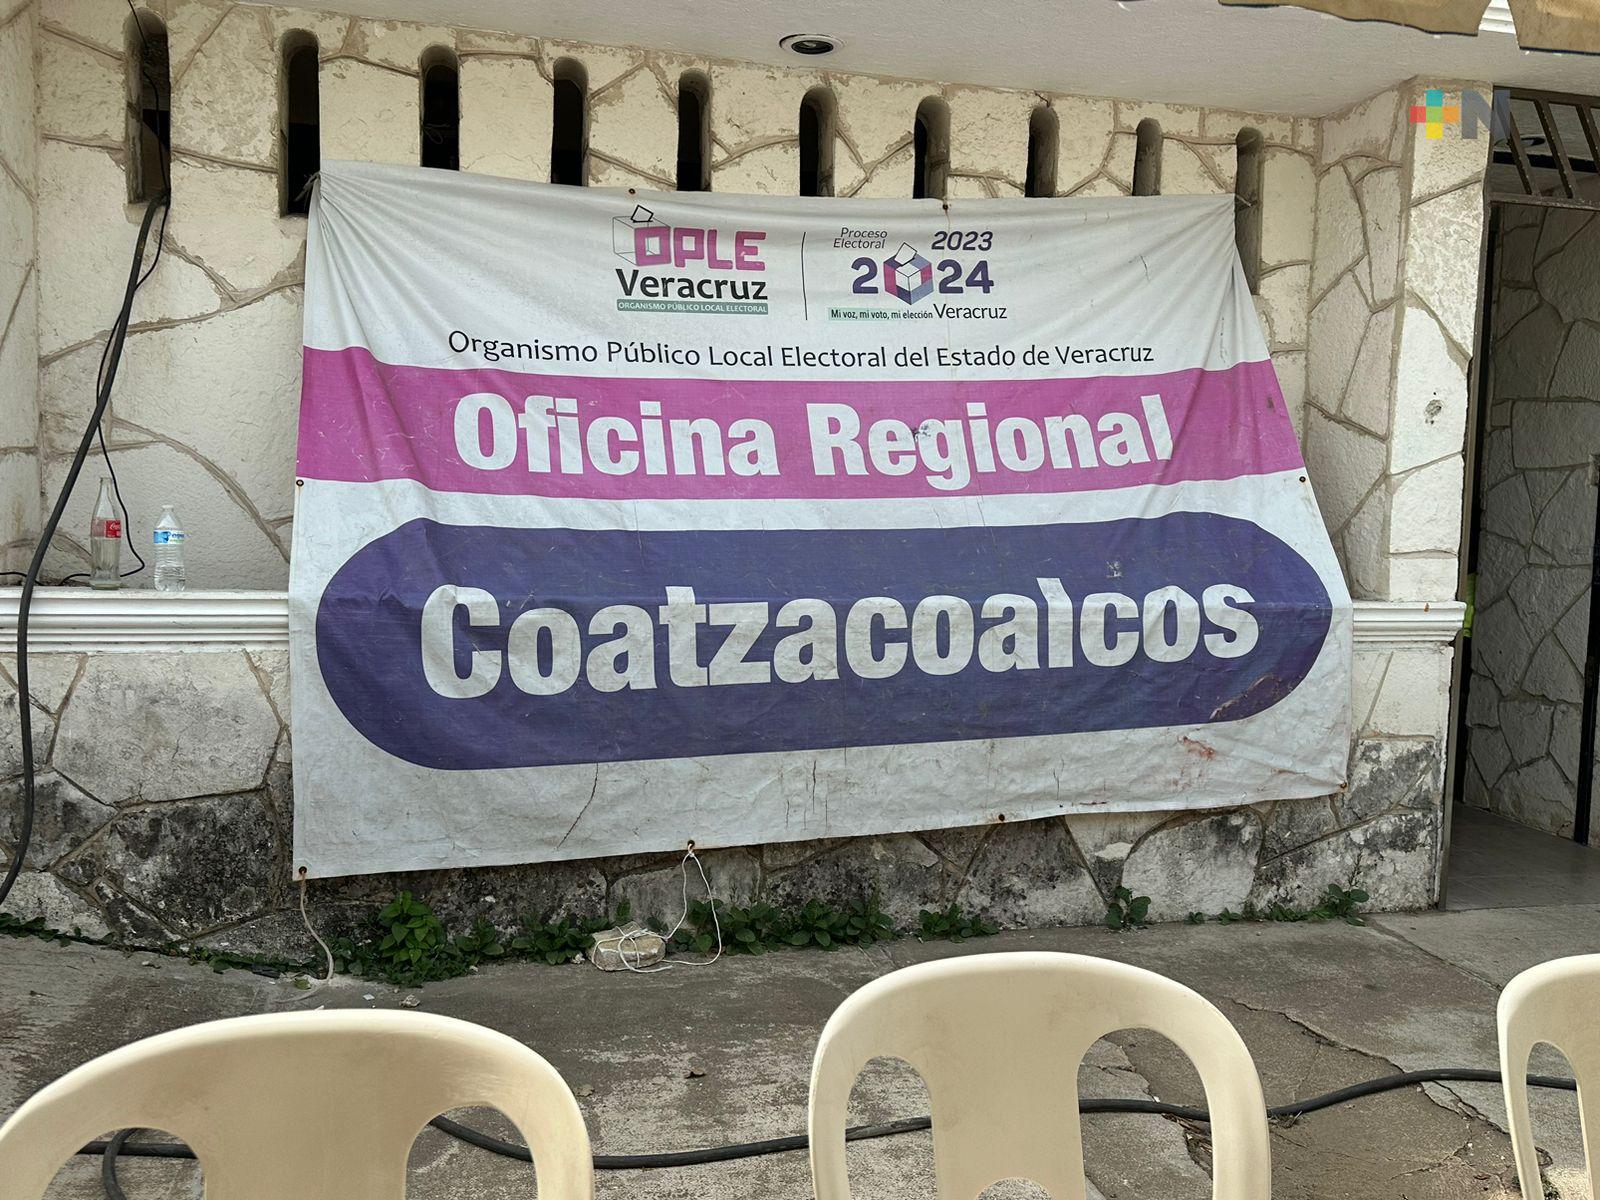 OPLE
Veracruz
ORGANISMO PÚBLICO LOCAL ELECTORAL
Proceso
Electoral
2023
2024
Mi voz, mi voto, mi elección Veracruz
Organismo Público Local Electoral del Estado de Veracruz
Oficina Regional
Coatzacoalcos
+N